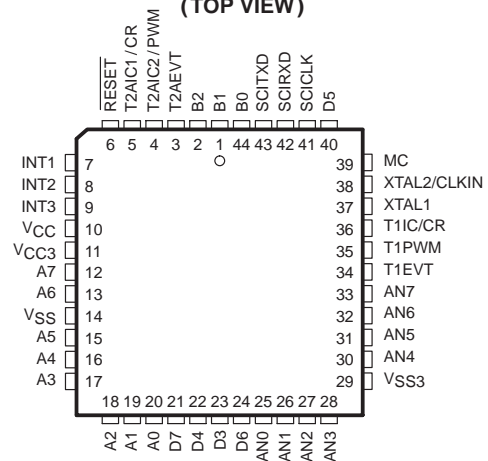 (TOP VIEW)
RESET
T2AIC1/CR
T2AIC2/PWM
T2AEVT
B2
B1
B0
SCITXD
SCIRXD
SCICLK
D5
6 5 4 3 2 1 44 43 42 41 40
INT1 7
INT2 8
INT3 9
VCC 10
VCC3 11
A7 12
A6 13
VSS 14
A5 15
A4 16
A3 17
39 MC
38 XTAL2/CLKIN
37 XTAL1
36 T1IC/CR
35 T1PWM
34 T1EVT
33 AN7
32 AN6
31 AN5
30 AN4
29 VSS3
18 19 20 21 22 23 24 25 26 27 28
A2
A1
A0
D7
D4
D3
D6
AN0
AN1
AN2
AN3